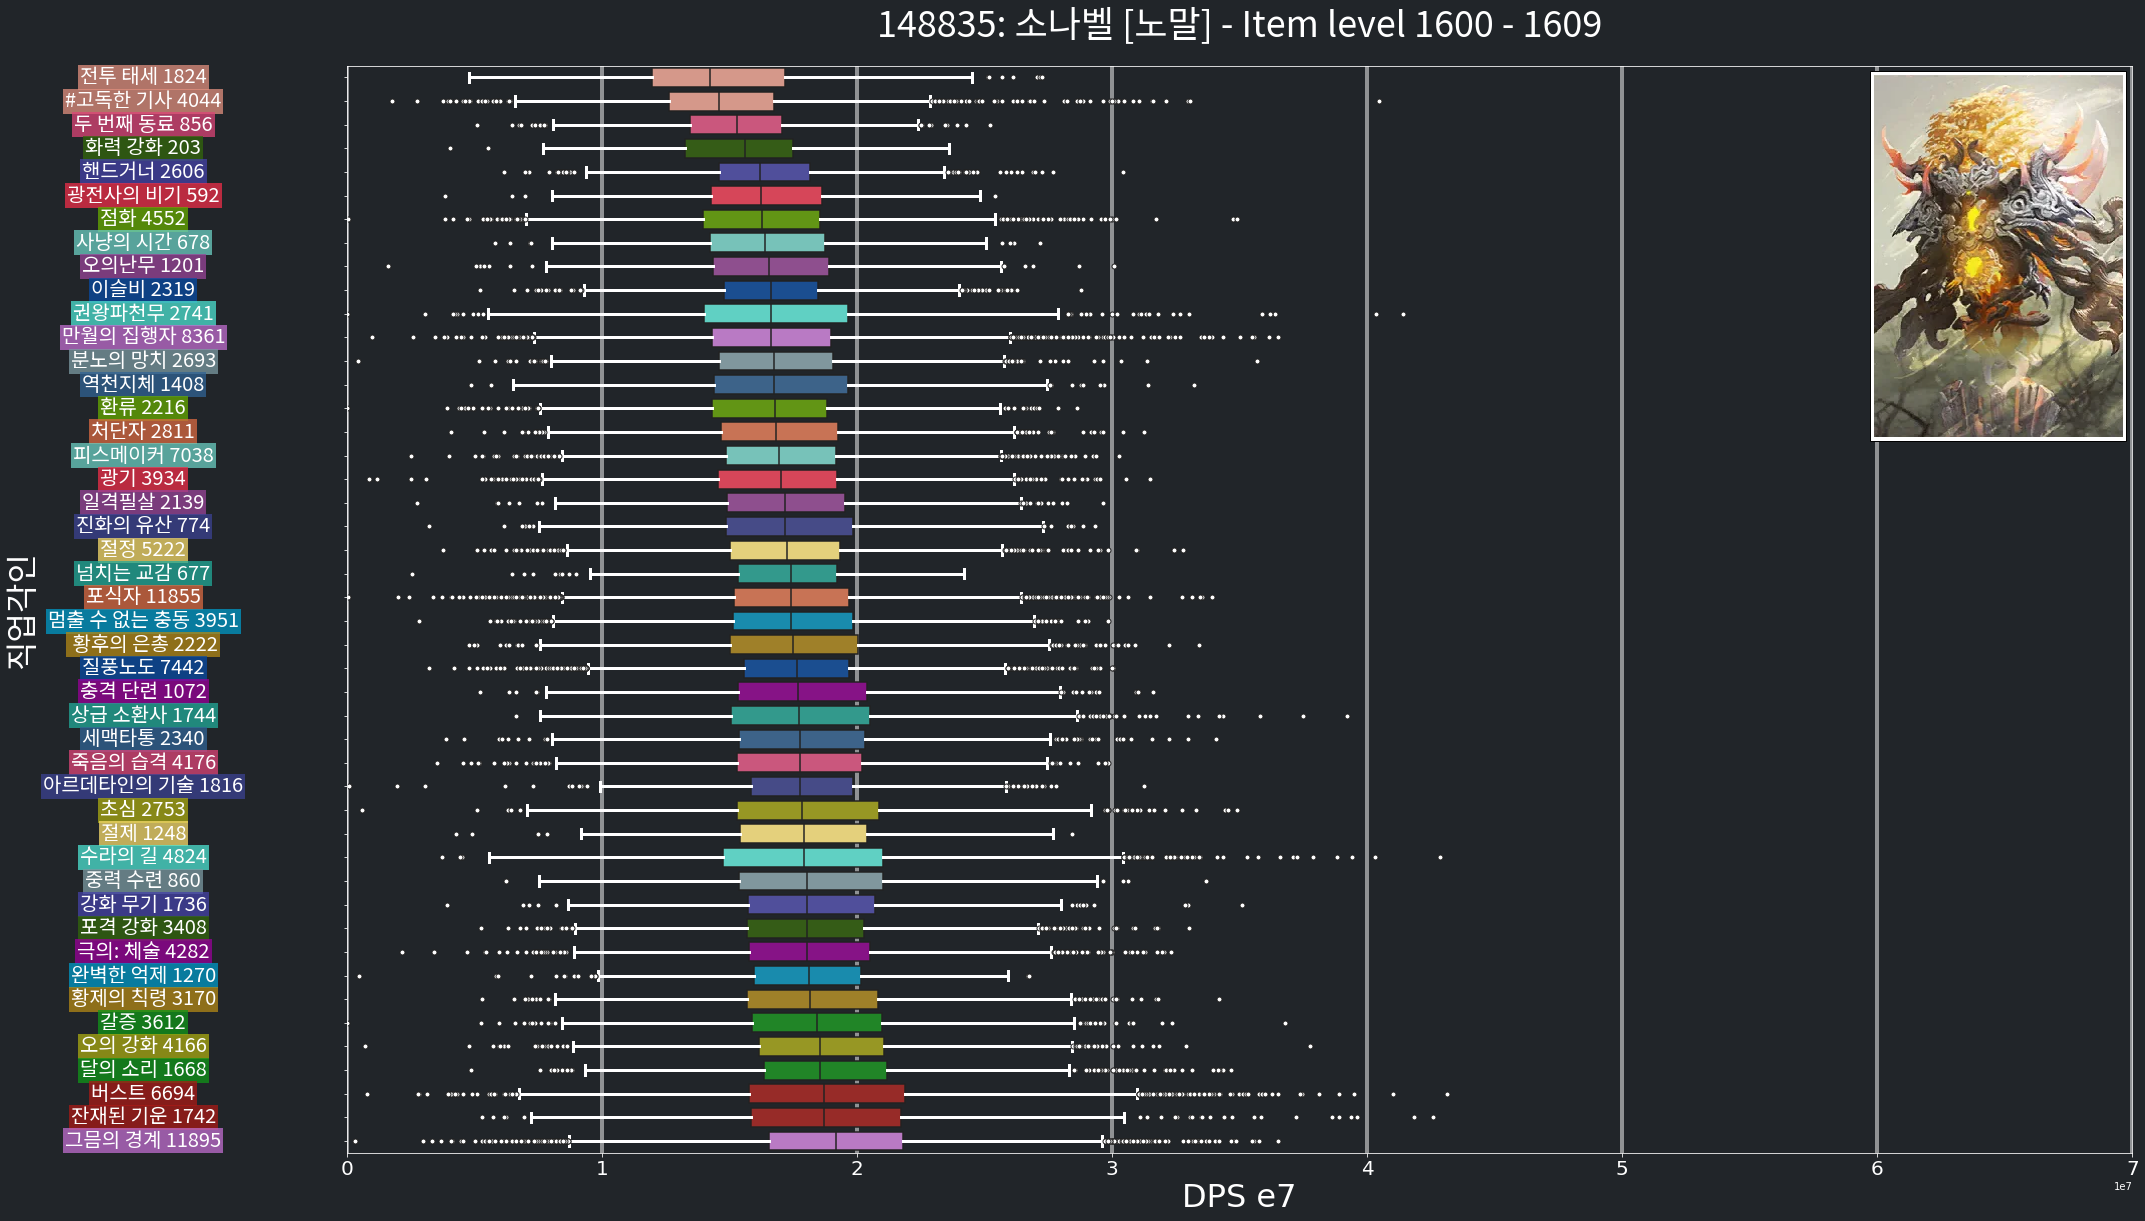 148835: 소나벨 [노말] - Item level 1600 - 1609
전투 태세 1824
#고독한 기사 4044
두 번째 동료 856
화력 강화 203
핸드거너 2606
광전사의 비기 592
점화 4552
사냥의 시간 678
오의난무 1201
이슬비 2319
권왕파천무 2741
만월의 집행자 8361
분노의 망치 2693
역천지체 1408
환류 2216
처단자 2811
피스메이커 7038
광기 3934
일격필살 2139
진화의 유산 774
절정 5222
넘치는 교감 677
포식자 11855
멈출 수 없는 충동 3951
황후의 은총 2222
질풍노도 7442
충격 단련 1072
상급 소환사 1744
세맥타통 2340
죽음의 습격 4176
아르데타인의 기술 1816
초심 2753
절제 1248
수라의 길 4824
중력 수련 860
강화 무기 1736
포격 강화 3408
극의: 체술 4282
완벽한 억제 1270
황제의 칙령 3170
갈증 3612
오의 강화 4166
달의 소리 1668
버스트 6694
잔재된 기운 1742
그믐의 경계 11895
직업각인
0 1 2 3 4 5 6 7
1e7
DPS e7